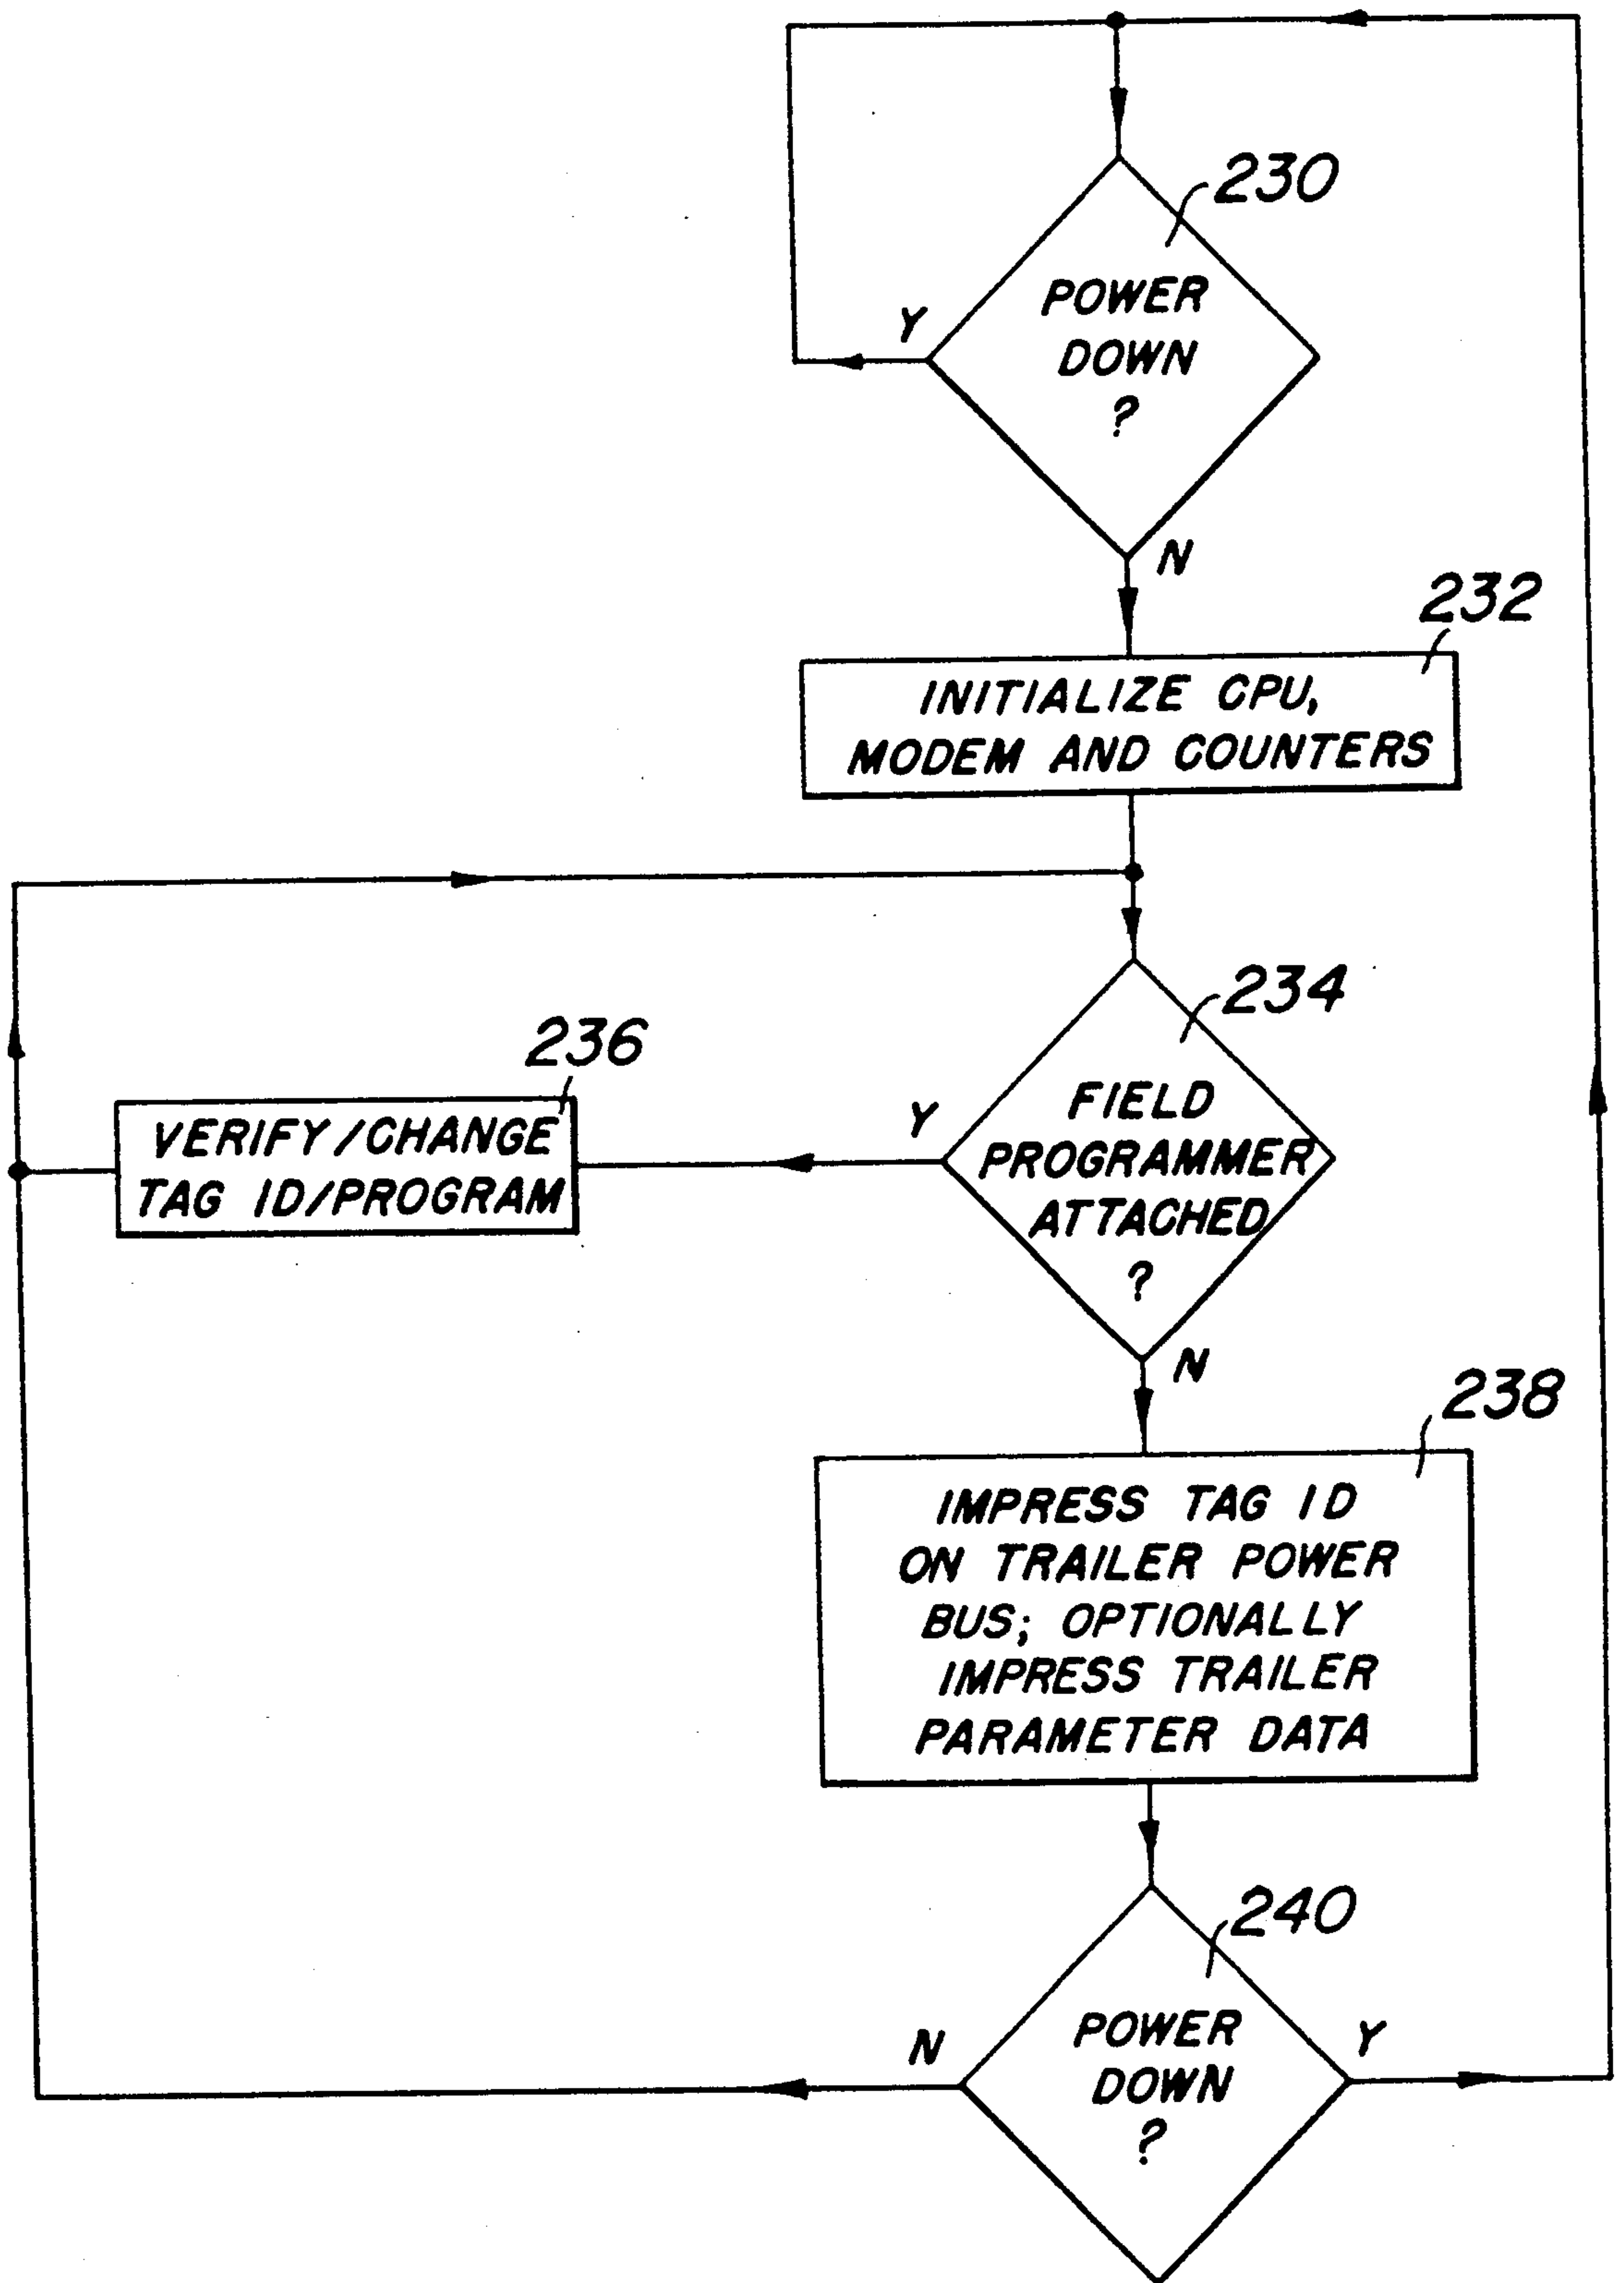 230
POWER
DOWN
?
Y
N
232
INITIALIZE CPU,
MODEM AND COUNTERS
234
FIELD
PROGRAMMER
ATTACHED
?
Y
N
236
VERIFY/CHANGE
TAG ID/PROGRAM
238
IMPRESS TAG ID
ON TRAILER POWER
BUS; OPTIONALLY
IMPRESS TRAILER
PARAMETER DATA
240
POWER
DOWN
?
N
Y